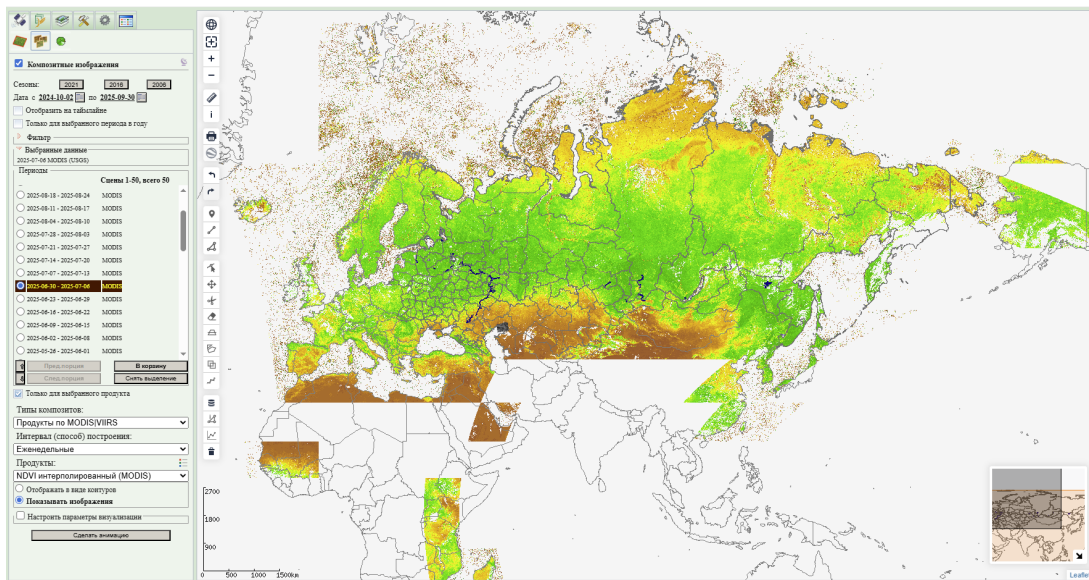 Композитные изображения
Сезоны: 2021 2016 2006
Дата с 2024-10-02 по 2025-09-30
Отобразить на таймлайне
Только для выбранного периода в году
Фильтр
Выбранные данные
2025-07-06 MODIS (USGS)
Периоды
Сцены 1-50, всего 50
2025-08-18 - 2025-08-24 MODIS
2025-08-11 - 2025-08-17 MODIS
2025-08-04 - 2025-08-10 MODIS
2025-07-28 - 2025-08-03 MODIS
2025-07-21 - 2025-07-27 MODIS
2025-07-14 - 2025-07-20 MODIS
2025-07-07 - 2025-07-13 MODIS
2025-06-30 - 2025-07-06 MODIS
2025-06-23 - 2025-06-29 MODIS
2025-06-16 - 2025-06-22 MODIS
2025-06-09 - 2025-06-15 MODIS
2025-06-02 - 2025-06-08 MODIS
2025-05-26 - 2025-06-01 MODIS
Пред.порция В корзину
След.порция Снять выделение
Только для выбранного продукта
Типы композитов:
Продукты по MODIS|VIIRS
Интервал (способ) построения:
Еженедельные
Продукты:
NDVI интерполированный (MODIS)
Отображать в виде контуров
Показывать изображения
Настроить параметры визуализации
Сделать анимацию
2700
1800
900
0 500 1000 1500km
Leafle